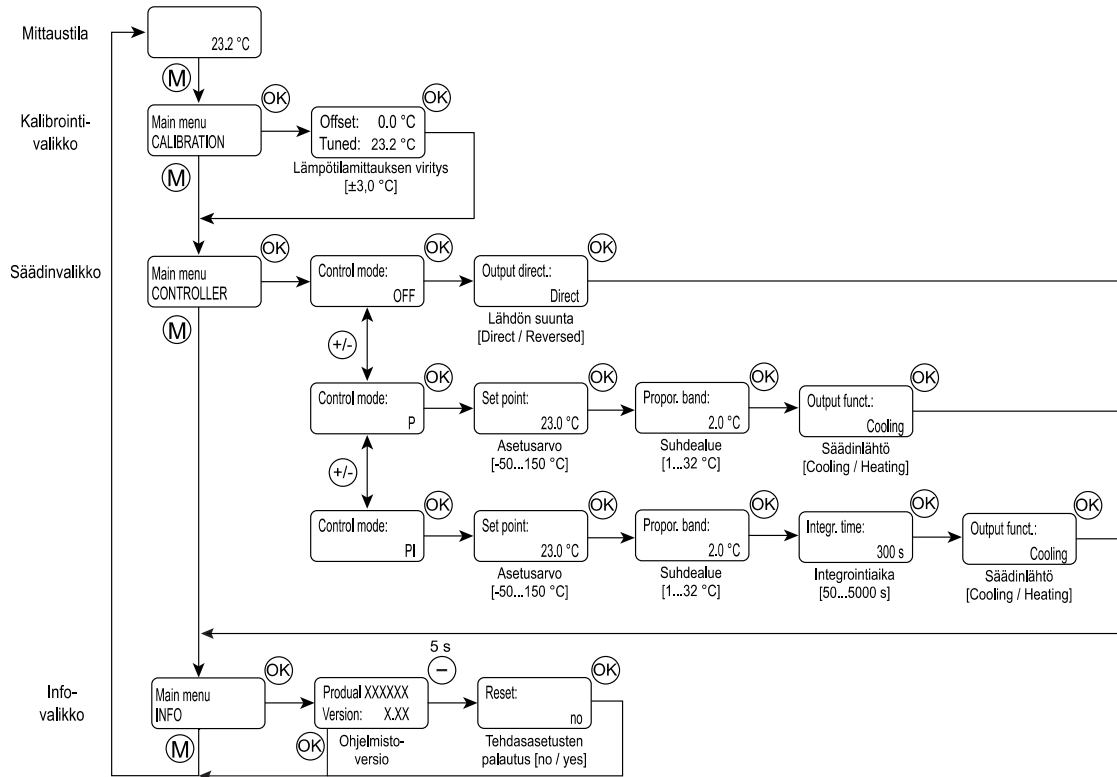 Mittaustila
23.2 °C
M
Kalibrointi-
valikko
Main menu
CALIBRATION
OK
Offset: 0.0 °C
Tuned: 23.2 °C
OK
Lämpötilamittauksen viritys
[±3,0 °C]
M
Säädinvalikko
Main menu
CONTROLLER
OK
Control mode:
OFF
OK
Output direct.:
Direct
OK
Lähdön suunta
[Direct / Reversed]
M
+/-
Control mode:
P
OK
Set point:
23.0 °C
OK
Asetusarvo
[-50...150 °C]
Propor. band:
2.0 °C
OK
Suhdealue
[1...32 °C]
Output funct.:
Cooling
OK
Säädinlähtö
[Cooling / Heating]
+/-
Control mode:
PI
OK
Set point:
23.0 °C
OK
Asetusarvo
[-50...150 °C]
Propor. band:
2.0 °C
OK
Suhdealue
[1...32 °C]
Integr. time:
300 s
OK
Integrointiaika
[50...5000 s]
Output funct.:
Cooling
OK
Säädinlähtö
[Cooling / Heating]
Info-
valikko
Main menu
INFO
OK
Produal XXXXXX
Version: X.XX
5 s
–
OK
Ohjelmisto-
versio
Reset:
no
OK
Tehdasasetusten
palautus [no / yes]
M